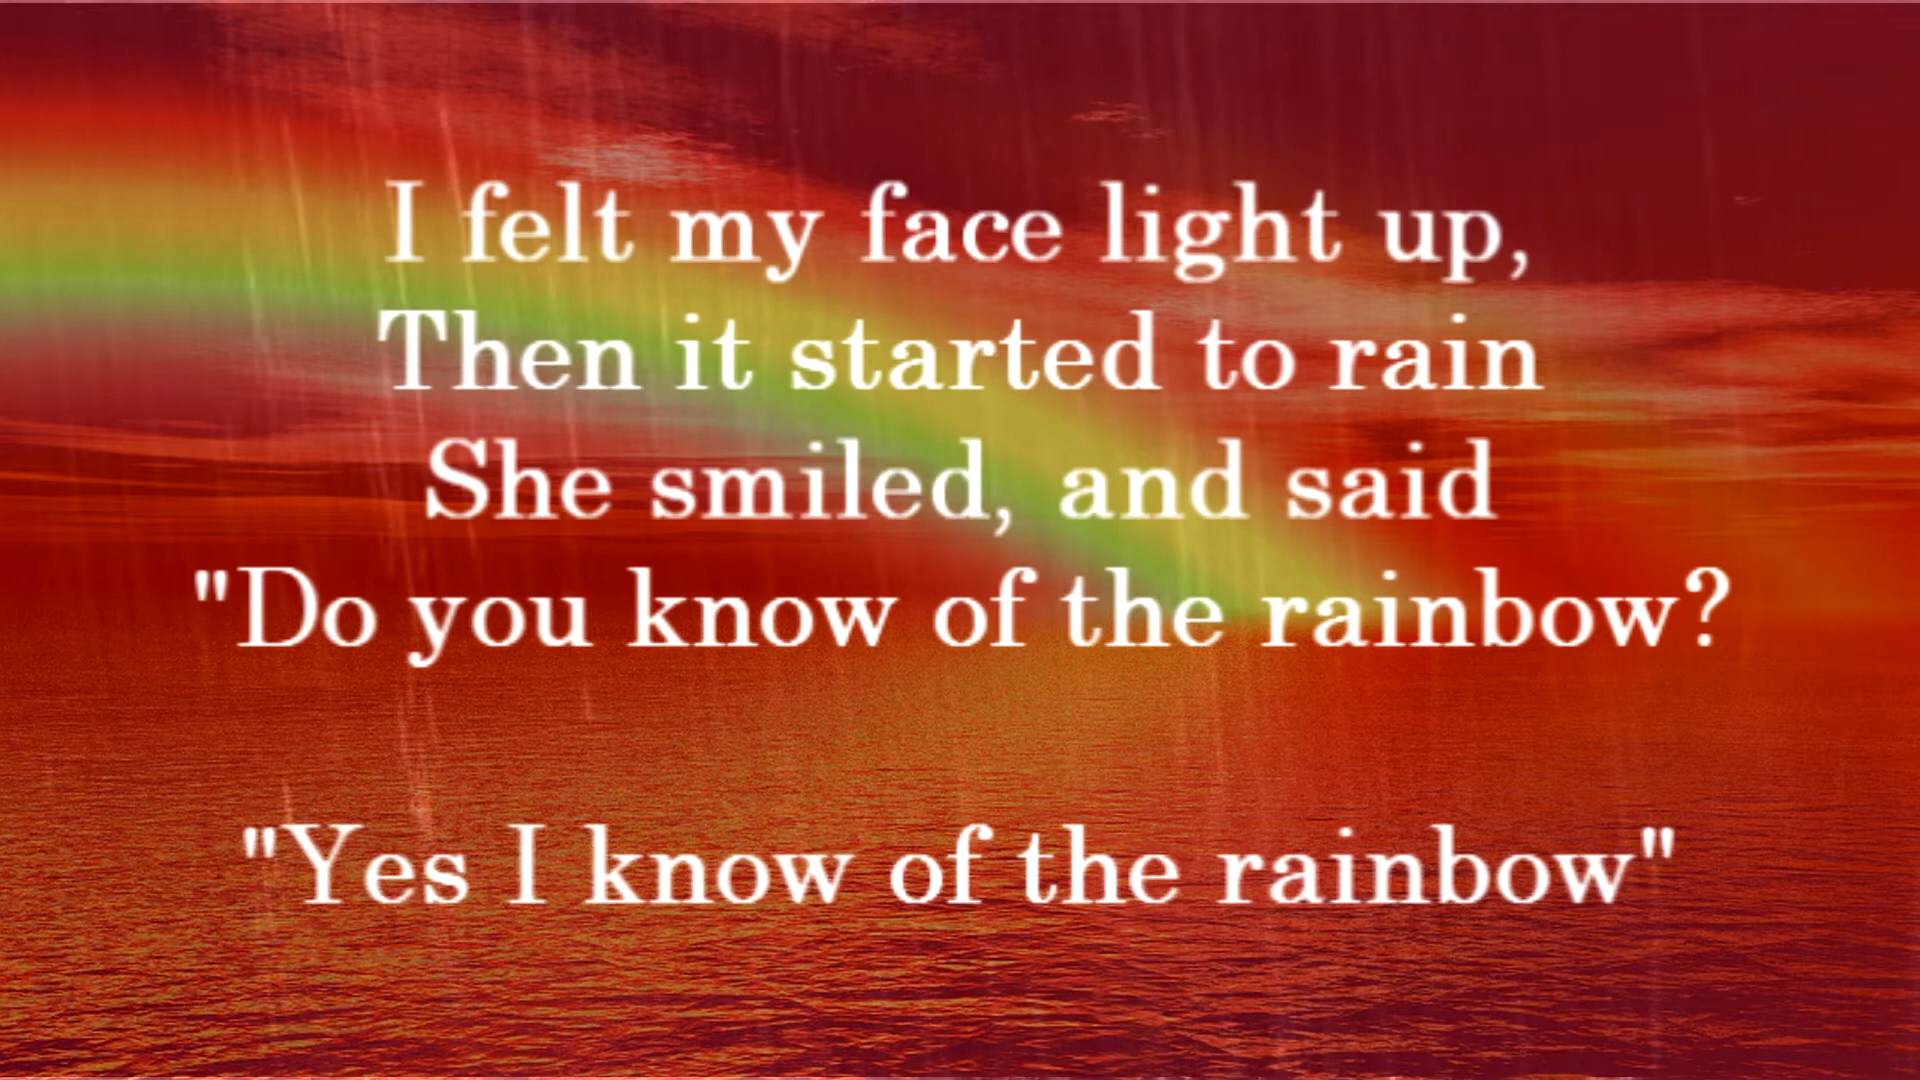 I felt my face light up,
Then it started to rain
She smiled, and said
"Do you know of the rainbow?
"Yes I know of the rainbow"